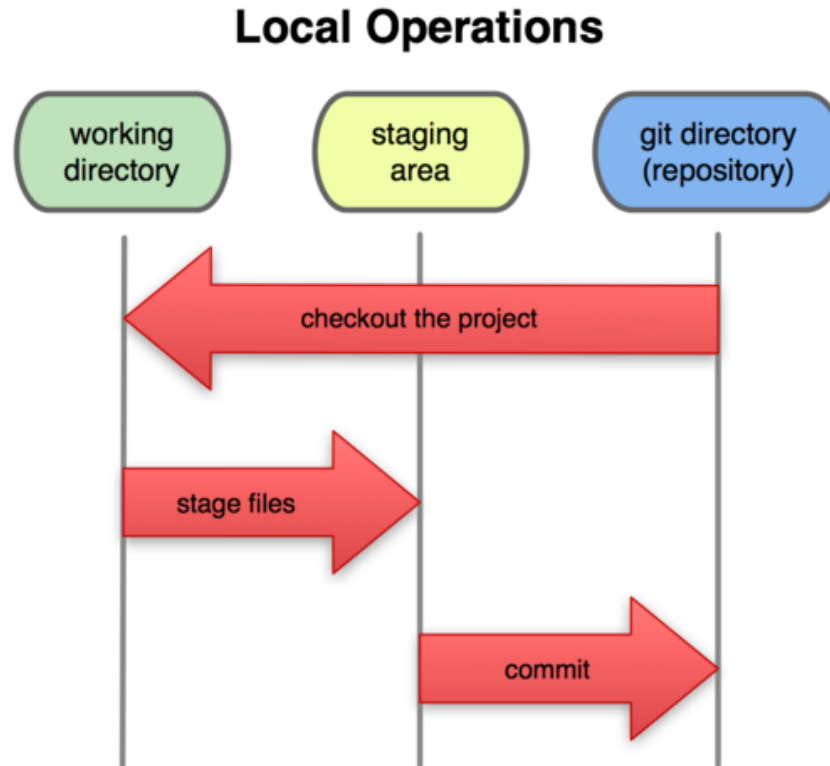 Local Operations
working
directory
staging
area
git directory
(repository)
checkout the project
stage files
commit